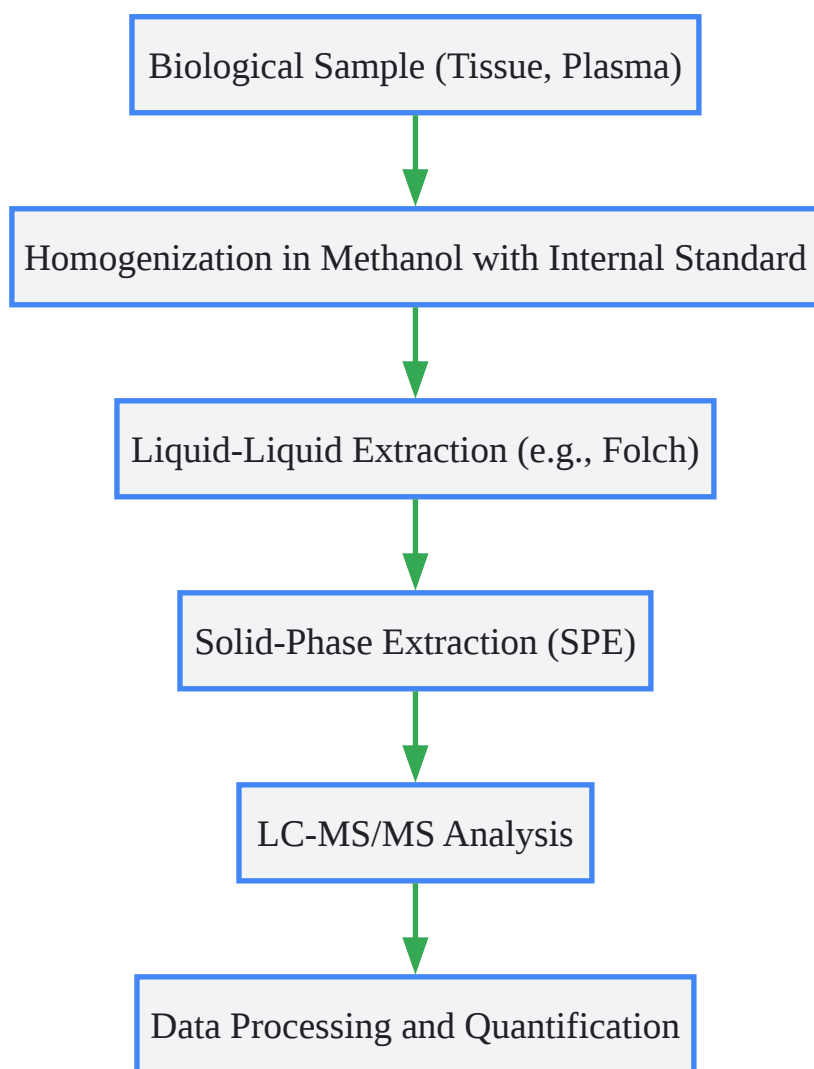 Biological Sample (Tissue, Plasma)
Homogenization in Methanol with Internal Standard
Liquid-Liquid Extraction (e.g., Folch)
Solid-Phase Extraction (SPE)
LC-MS/MS Analysis
Data Processing and Quantification